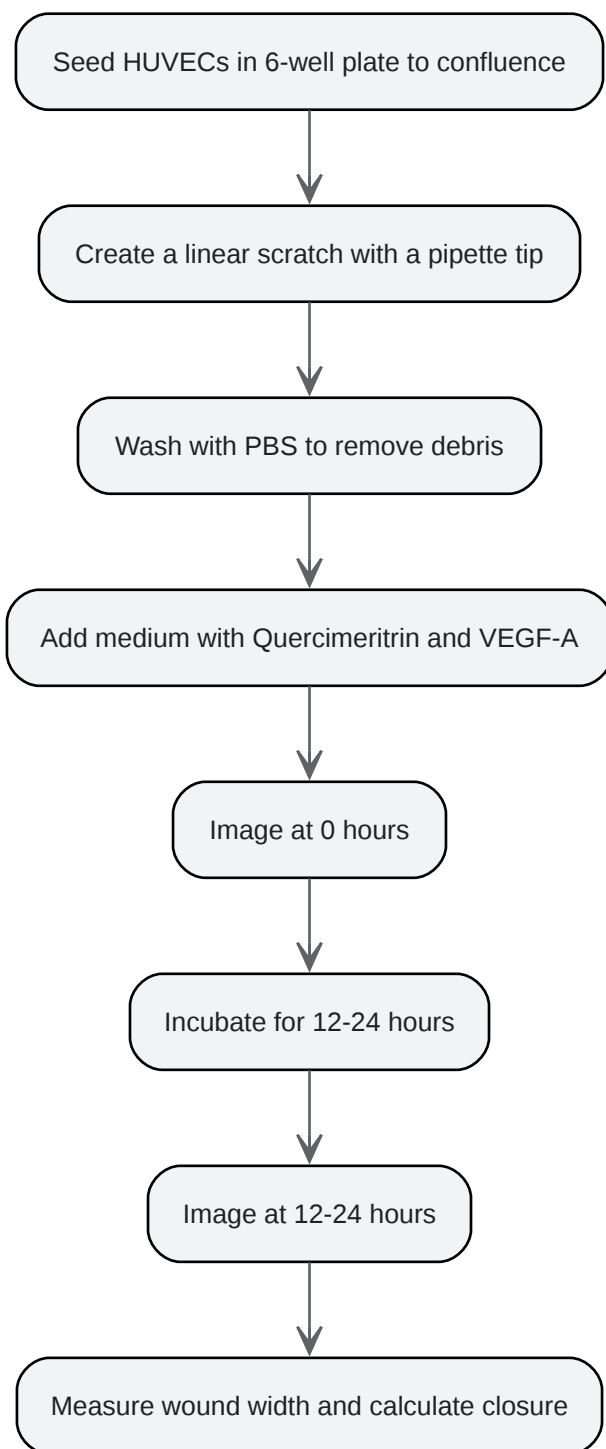 Seed HUVECs in 6-well plate to confluence
Create a linear scratch with a pipette tip
Wash with PBS to remove debris
Add medium with Quercimeritrin and VEGF-A
Image at 0 hours
Incubate for 12-24 hours
Image at 12-24 hours
Measure wound width and calculate closure